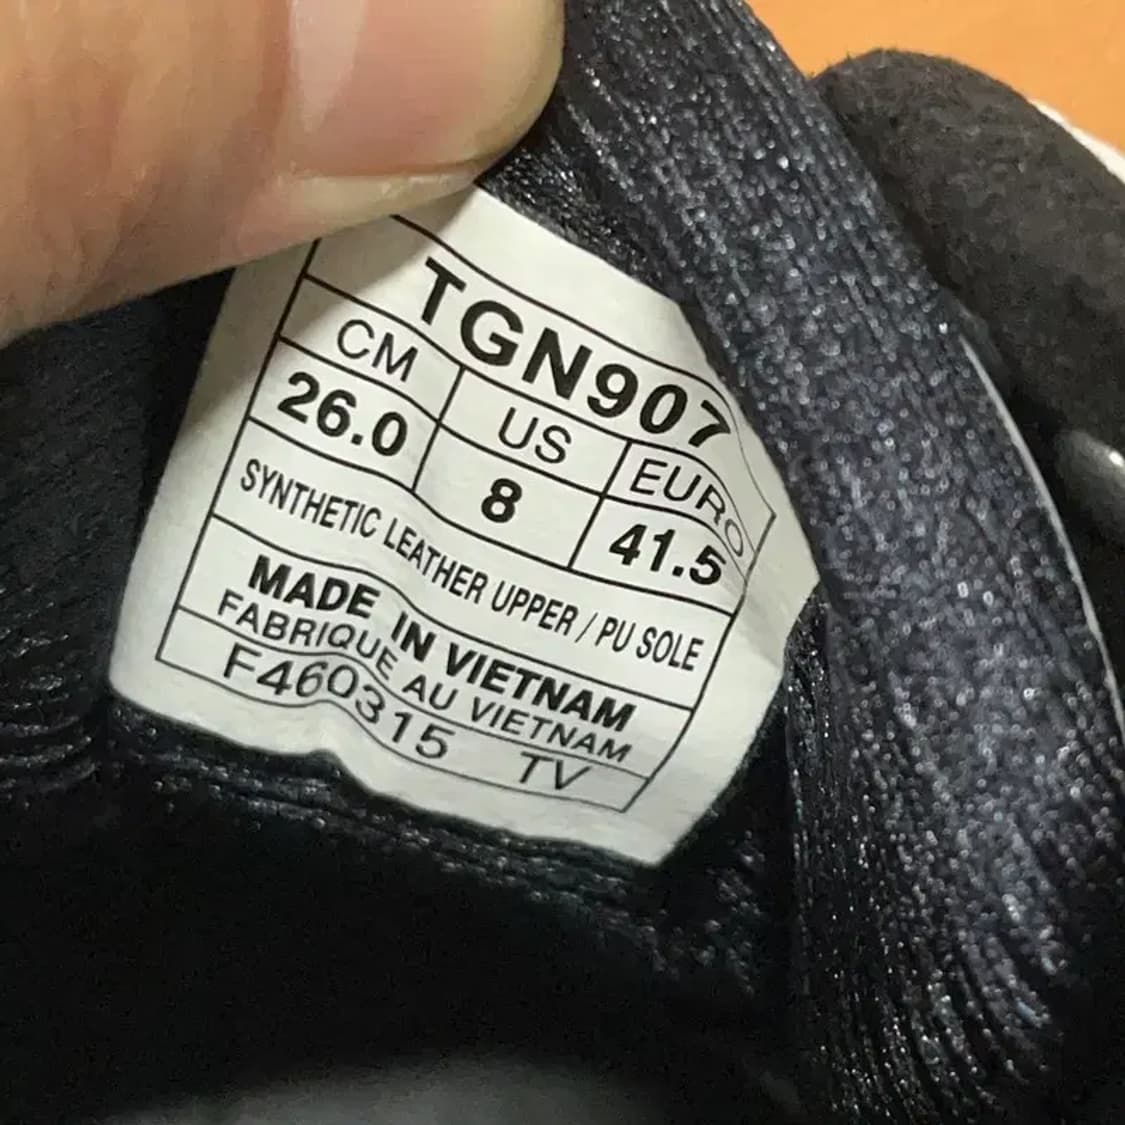 TGN907
CM US EURO
26.0 8 41.5
SYNTHETIC LEATHER UPPER / PU SOLE
MADE IN VIETNAM
FABRIQUE AU VIETNAM
F460315 TV